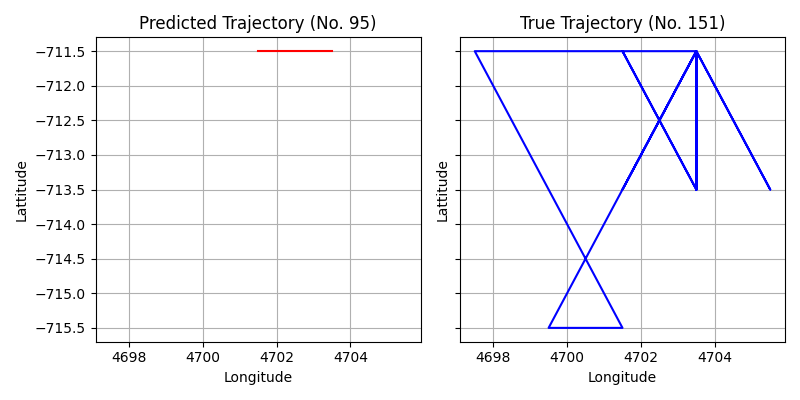 Predicted Trajectory (No. 95)
True Trajectory (No. 151)
−711.5
−712.0
−712.5
−713.0
−713.5
−714.0
−714.5
−715.0
−715.5
Lattitude
Lattitude
4698 4700 4702 4704
4698 4700 4702 4704
Longitude
Longitude